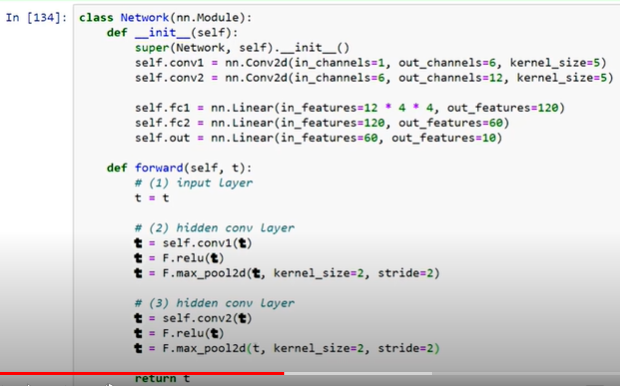 In [134]: class Network(nn.Module):
    def __init__(self):
        super(Network, self).__init__()
        self.conv1 = nn.Conv2d(in_channels=1, out_channels=6, kernel_size=5)
        self.conv2 = nn.Conv2d(in_channels=6, out_channels=12, kernel_size=5)

        self.fc1 = nn.Linear(in_features=12 * 4 * 4, out_features=120)
        self.fc2 = nn.Linear(in_features=120, out_features=60)
        self.out = nn.Linear(in_features=60, out_features=10)

    def forward(self, t):
        # (1) input layer
        t = t

        # (2) hidden conv layer
        t = self.conv1(t)
        t = F.relu(t)
        t = F.max_pool2d(t, kernel_size=2, stride=2)

        # (3) hidden conv layer
        t = self.conv2(t)
        t = F.relu(t)
        t = F.max_pool2d(t, kernel_size=2, stride=2)

        return t